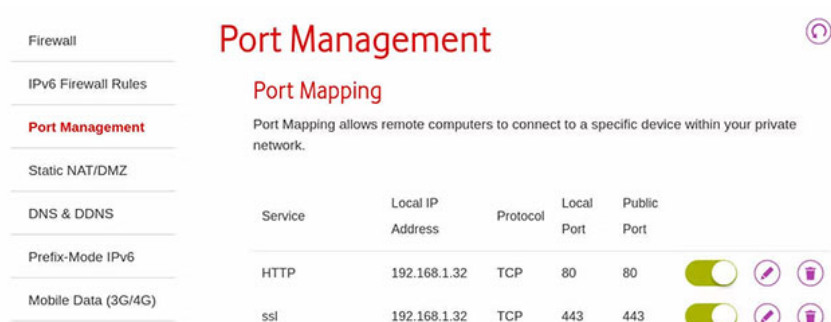 Firewall
IPv6 Firewall Rules
Port Management
Static NAT/DMZ
DNS & DDNS
Prefix-Mode IPv6
Mobile Data (3G/4G)
Port Management
Port Mapping
Port Mapping allows remote computers to connect to a specific device within your private
network.
Service Local IP Address Protocol Local Port Public Port
HTTP 192.168.1.32 TCP 80 80
ssl 192.168.1.32 TCP 443 443